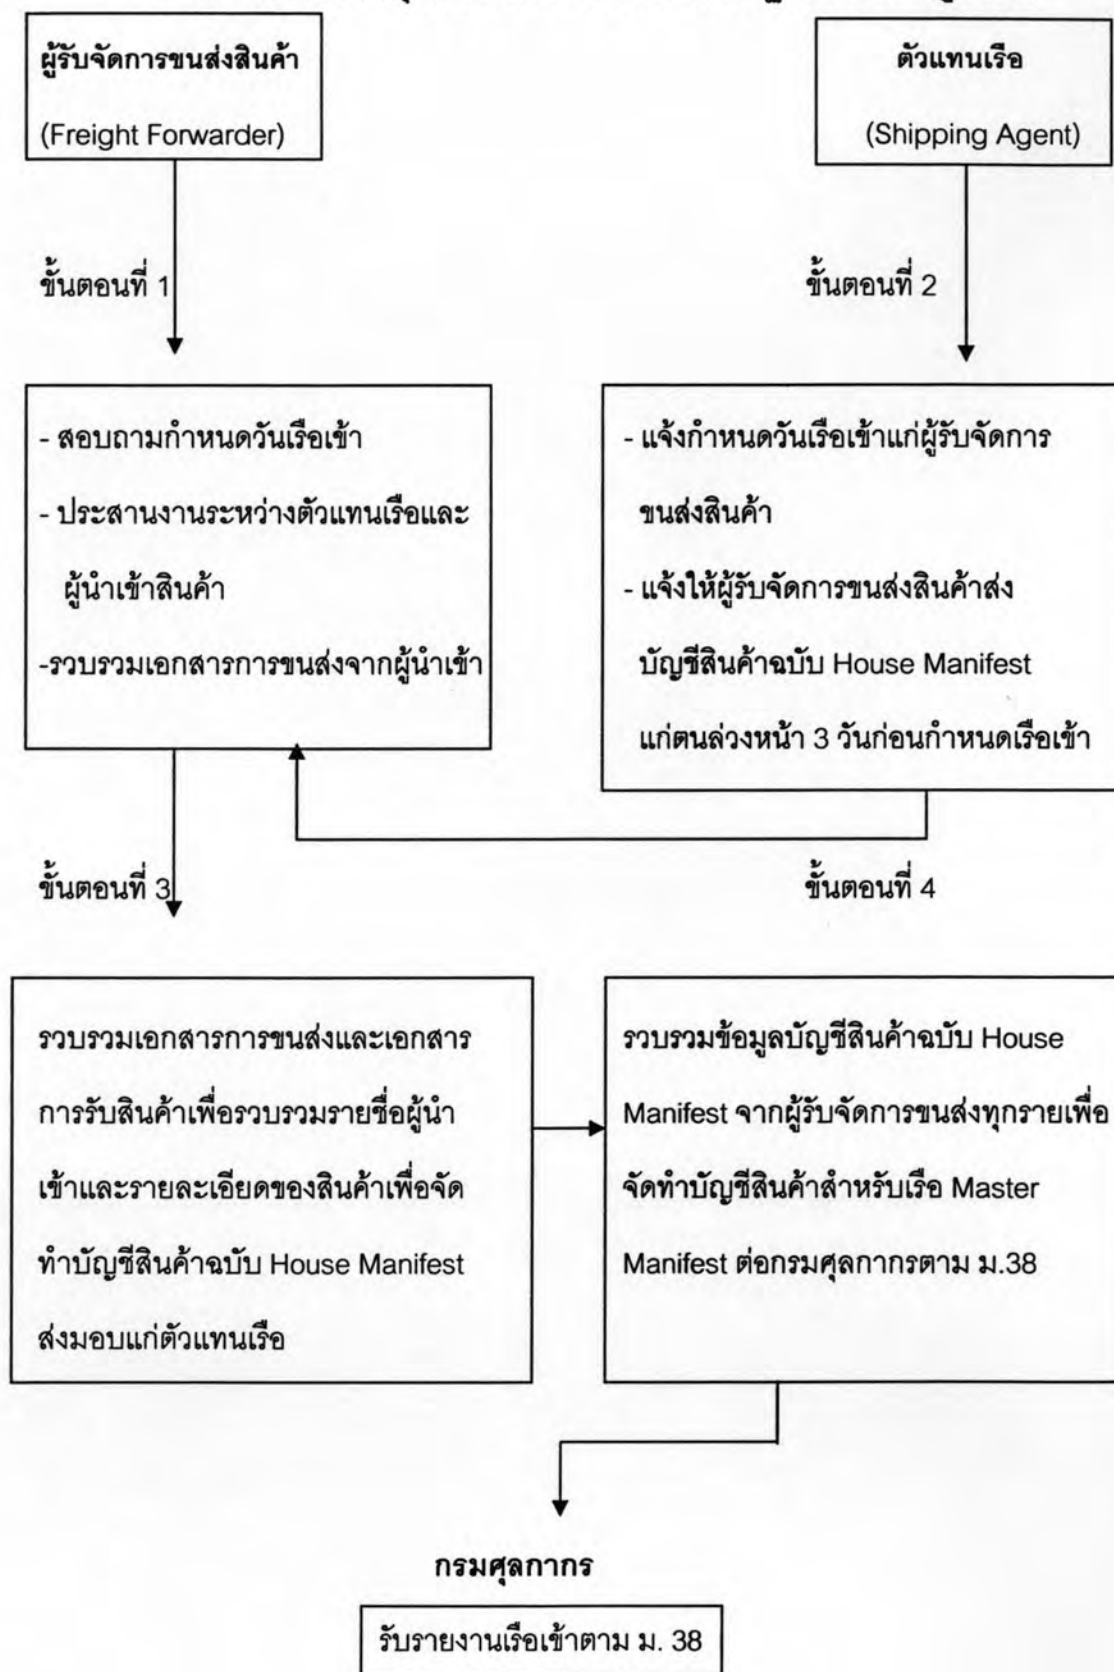 ผู้รับจัดการขนส่งสินค้า
(Freight Forwarder)
ตัวแทนเรือ
(Shipping Agent)
ขั้นตอนที่ 1
ขั้นตอนที่ 2
- สอบถามกำหนดวันเรือเข้า
- ประสานงานระหว่างตัวแทนเรือและ
ผู้นำเข้าสินค้า
-รวบรวมเอกสารการขนส่งจากผู้นำเข้า
- แจ้งกำหนดวันเรือเข้าแก่ผู้รับจัดการ
ขนส่งสินค้า
- แจ้งให้ผู้รับจัดการขนส่งสินค้าส่ง
บัญชีสินค้าฉบับ House Manifest
แก่ตนล่วงหน้า 3 วันก่อนกำหนดเรือเข้า
ขั้นตอนที่ 3
ขั้นตอนที่ 4
รวบรวมเอกสารการขนส่งและเอกสาร
การรับสินค้าเพื่อรวบรวมรายชื่อผู้นำ
เข้าและรายละเอียดของสินค้าเพื่อจัด
ทำบัญชีสินค้าฉบับ House Manifest
ส่งมอบแก่ตัวแทนเรือ
รวบรวมข้อมูลบัญชีสินค้าฉบับ House
Manifest จากผู้รับจัดการขนส่งทุกรายเพื่อ
จัดทำบัญชีสินค้าสำหรับเรือ Master
Manifest ต่อกรมศุลกากรตาม ม.38
กรมศุลกากร
รับรายงานเรือเข้าตาม ม. 38